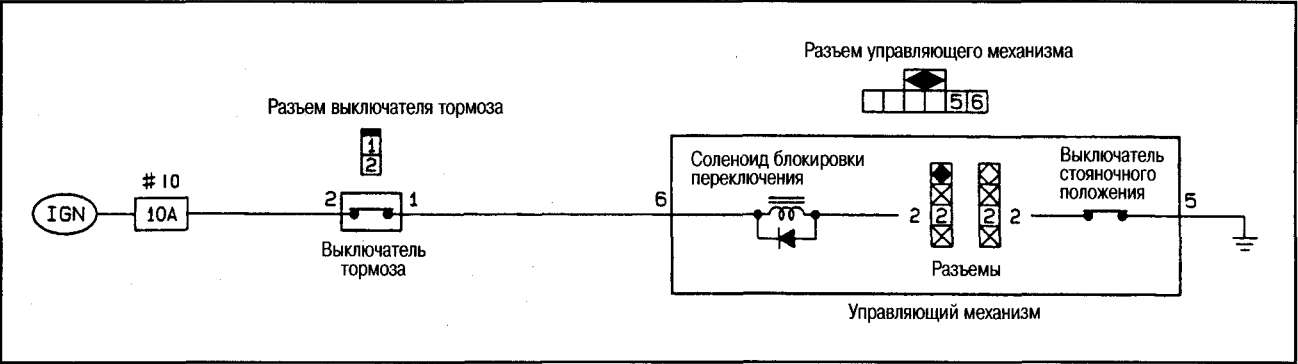 Разъем управляющего механизма
5 6
Разъем выключателя тормоза
1
2
Соленоид блокировки
переключения
Выключатель
стояночного
положения
#10
IGN
10A
2
1
6
2
2
2
2
5
Выключатель
тормоза
Разъемы
Управляющий механизм